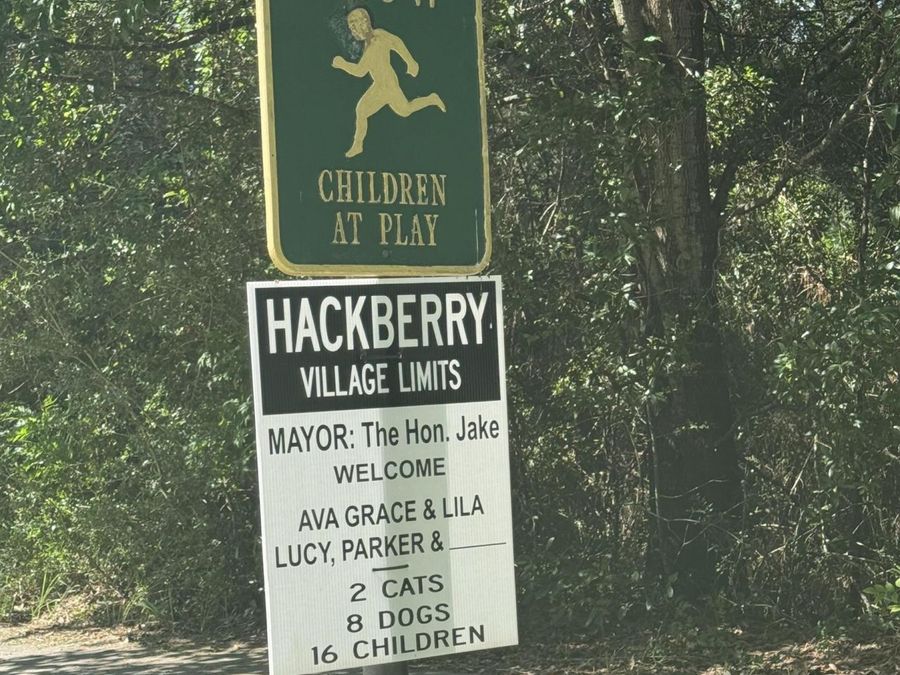 CHILDREN
AT PLAY
HACKBERRY
VILLAGE LIMITS
MAYOR: The Hon. Jake
WELCOME
AVA GRACE & LILA
LUCY, PARKER & ____
2 CATS
8 DOGS
16 CHILDREN